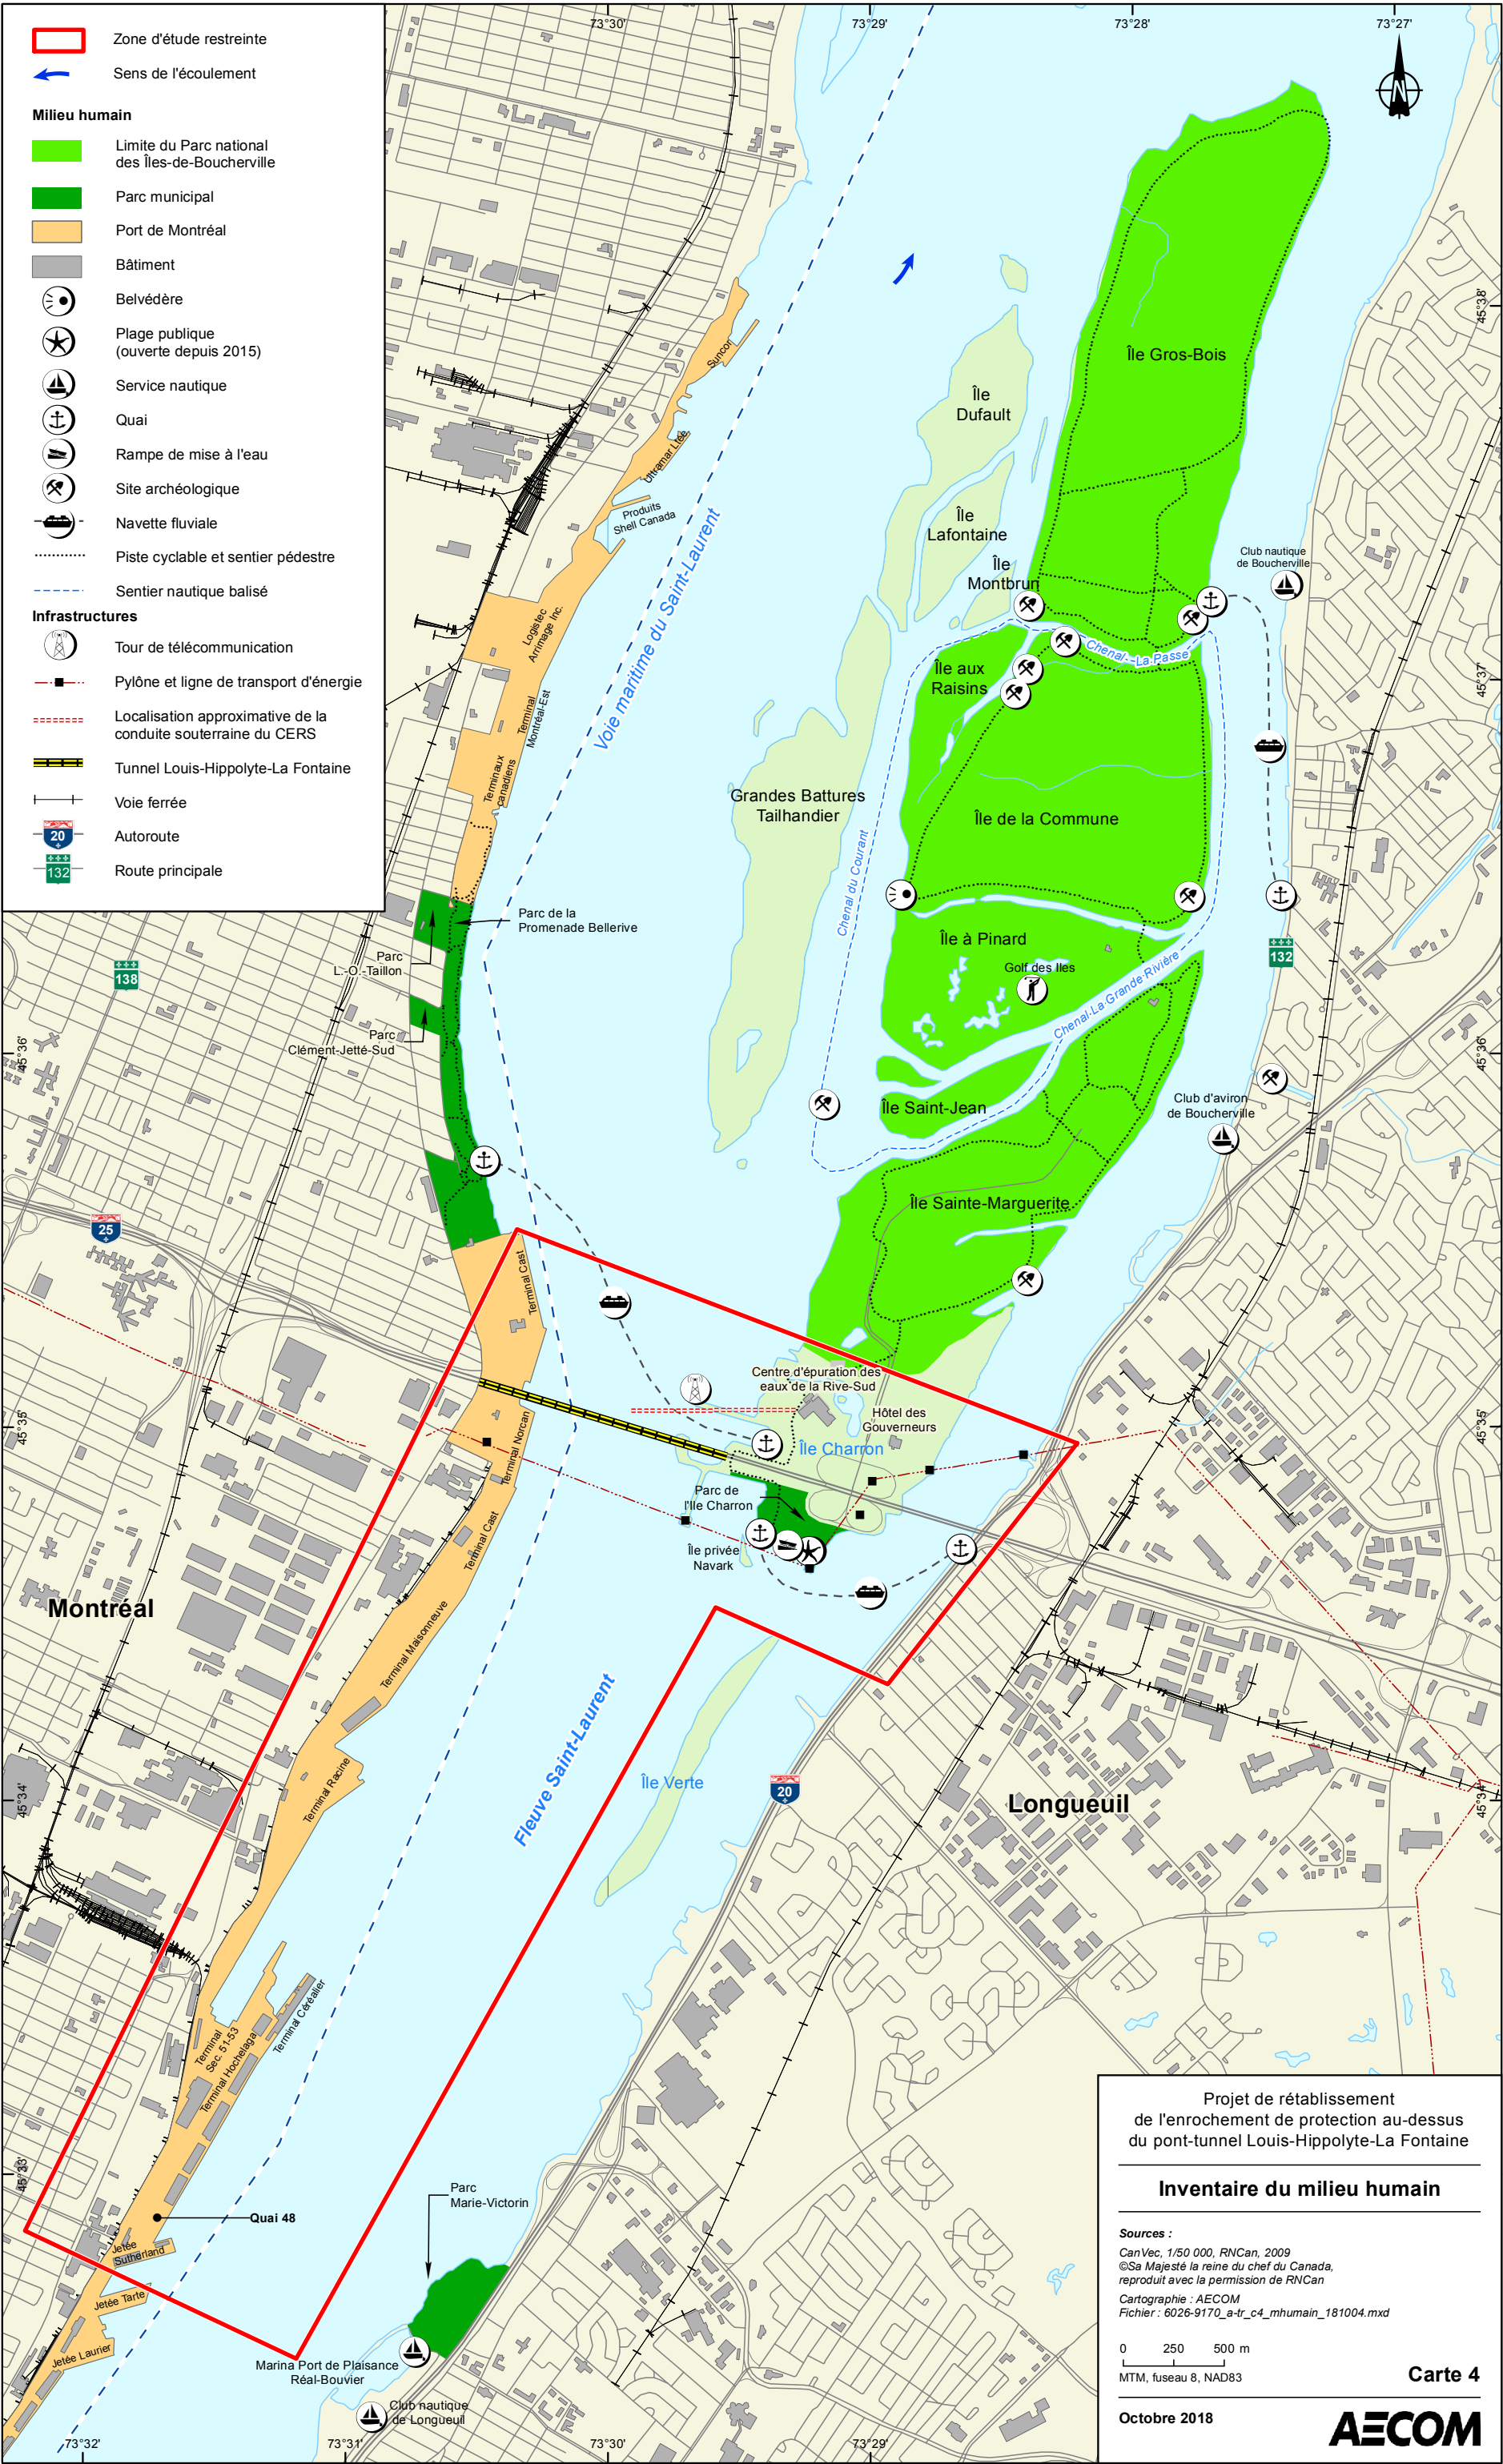 73°30'
73°29'
73°28'
73°27'
Zone d'étude restreinte
Sens de l'écoulement
Milieu humain
Limite du Parc national
des Îles-de-Boucherville
Parc municipal
Port de Montréal
Bâtiment
Belvédère
Plage publique
(ouverte depuis 2015)
Service nautique
Quai
Rampe de mise à l'eau
Site archéologique
Navette fluviale
Piste cyclable et sentier pédestre
Sentier nautique balisé
Infrastructures
Tour de télécommunication
Pylône et ligne de transport d'énergie
Localisation approximative de la
conduite souterraine du CERS
Tunnel Louis-Hippolyte-La Fontaine
Voie ferrée
20
Autoroute
132
Route principale
N
45°38'
Suncor
Île Gros-Bois
Île
Dufault
Ultramar Ltée
Produits
Shell Canada
Île
Lafontaine
Île
Montbrun
Club nautique
de Boucherville
Voie maritime du Saint-Laurent
Logistec
Arrimage Inc.
Chenal La Passe
Île aux
Raisins
45°37'
Terminal
Montréal-Est
Terminaux
canadiens
Grandes Battures
Tailhandier
Île de la Commune
Chenal du Courant
Parc de la
Promenade Bellerive
Parc
L.-O.-Taillon
Île à Pinard
Golf des Iles
132
138
Chenal La Grande Rivière
Parc
Clément-Jetté-Sud
45°36'
45°36'
Île Saint-Jean
Club d'aviron
de Boucherville
Île Sainte-Marguerite
25
Terminal Cast
Centre d'épuration des
eaux de la Rive-Sud
Hôtel des
Gouverneurs
45°35'
45°35'
Terminal Norcan
Île Charron
Parc de
l'Ile Charron
Île privée
Navark
Terminal Cast
Montréal
Terminal Maisonneuve
Fleuve Saint-Laurent
Terminal Racine
Île Verte
20
Longueuil
45°34'
45°34'
Terminal Céréalier
Terminal
Sec. 51-53
Terminal Hochelaga
45°33'
Parc
Marie-Victorin
Quai 48
Jetée
Sutherland
Jetée Tarte
Jetée Laurier
Marina Port de Plaisance
Réal-Bouvier
Club nautique
de Longueuil
73°32'
73°31'
73°30'
73°29'
Projet de rétablissement
de l'enrochement de protection au-dessus
du pont-tunnel Louis-Hippolyte-La Fontaine
Inventaire du milieu humain
Sources :
CanVec, 1/50 000, RNCan, 2009
©Sa Majesté la reine du chef du Canada,
reproduit avec la permission de RNCan
Cartographie : AECOM
Fichier : 6026-9170_a-tr_c4_mhumain_181004.mxd
0 250 500 m
MTM, fuseau 8, NAD83
Carte 4
Octobre 2018
AECOM